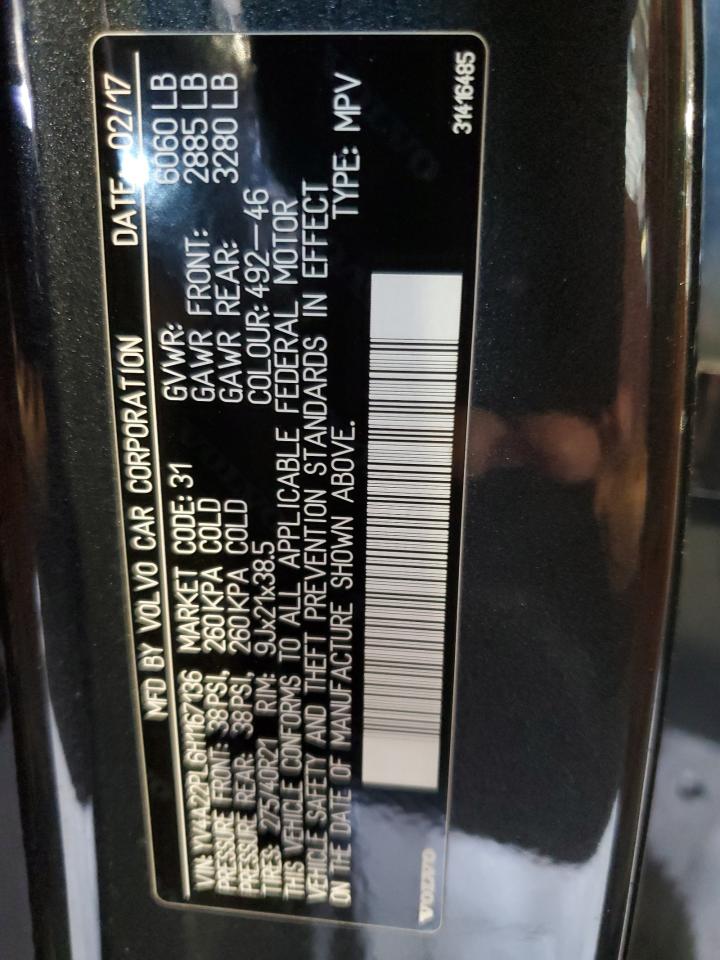 MFD BY VOLVO CAR CORPORATION DATE: 02/17
VIN: YV4A22PL6H1167136 MARKET CODE: 31 GVWR: 6060 LB
PRESSURE FRONT: 38PSI, 260KPA COLD GAWR FRONT: 2885 LB
PRESSURE REAR: 38PSI, 260KPA COLD GAWR REAR: 3280 LB
TIRES: 275/40R21 RIM: 9Jx21x38.5 COLOUR: 492-46
THIS VEHICLE CONFORMS TO ALL APPLICABLE FEDERAL MOTOR
VEHICLE SAFETY AND THEFT PREVENTION STANDARDS IN EFFECT
ON THE DATE OF MANUFACTURE SHOWN ABOVE. TYPE: MPV
VOLVO 31416485